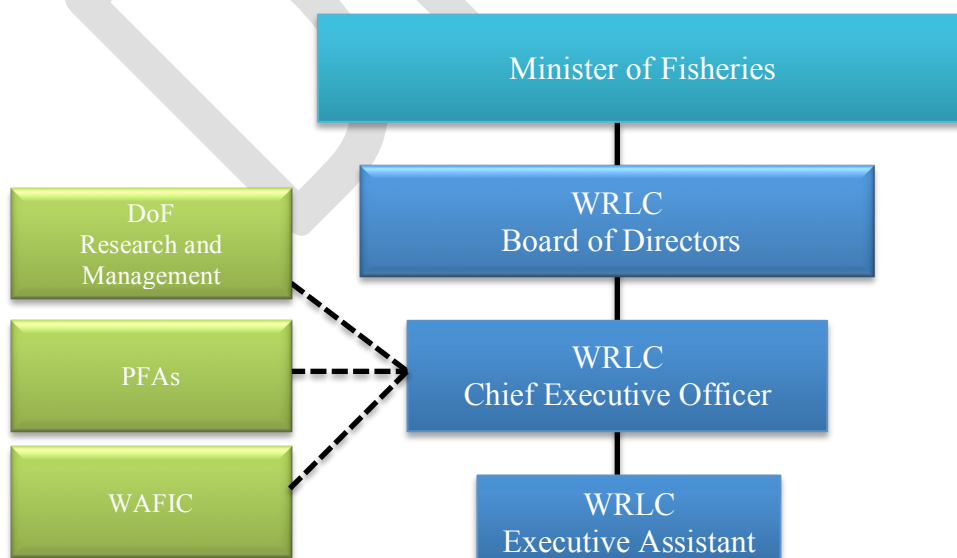 Minister of Fisheries
WRLC
Board of Directors
DoF
Research and
Management
WRLC
Chief Executive Officer
PFAs
WAFIC
WRLC
Executive Assistant